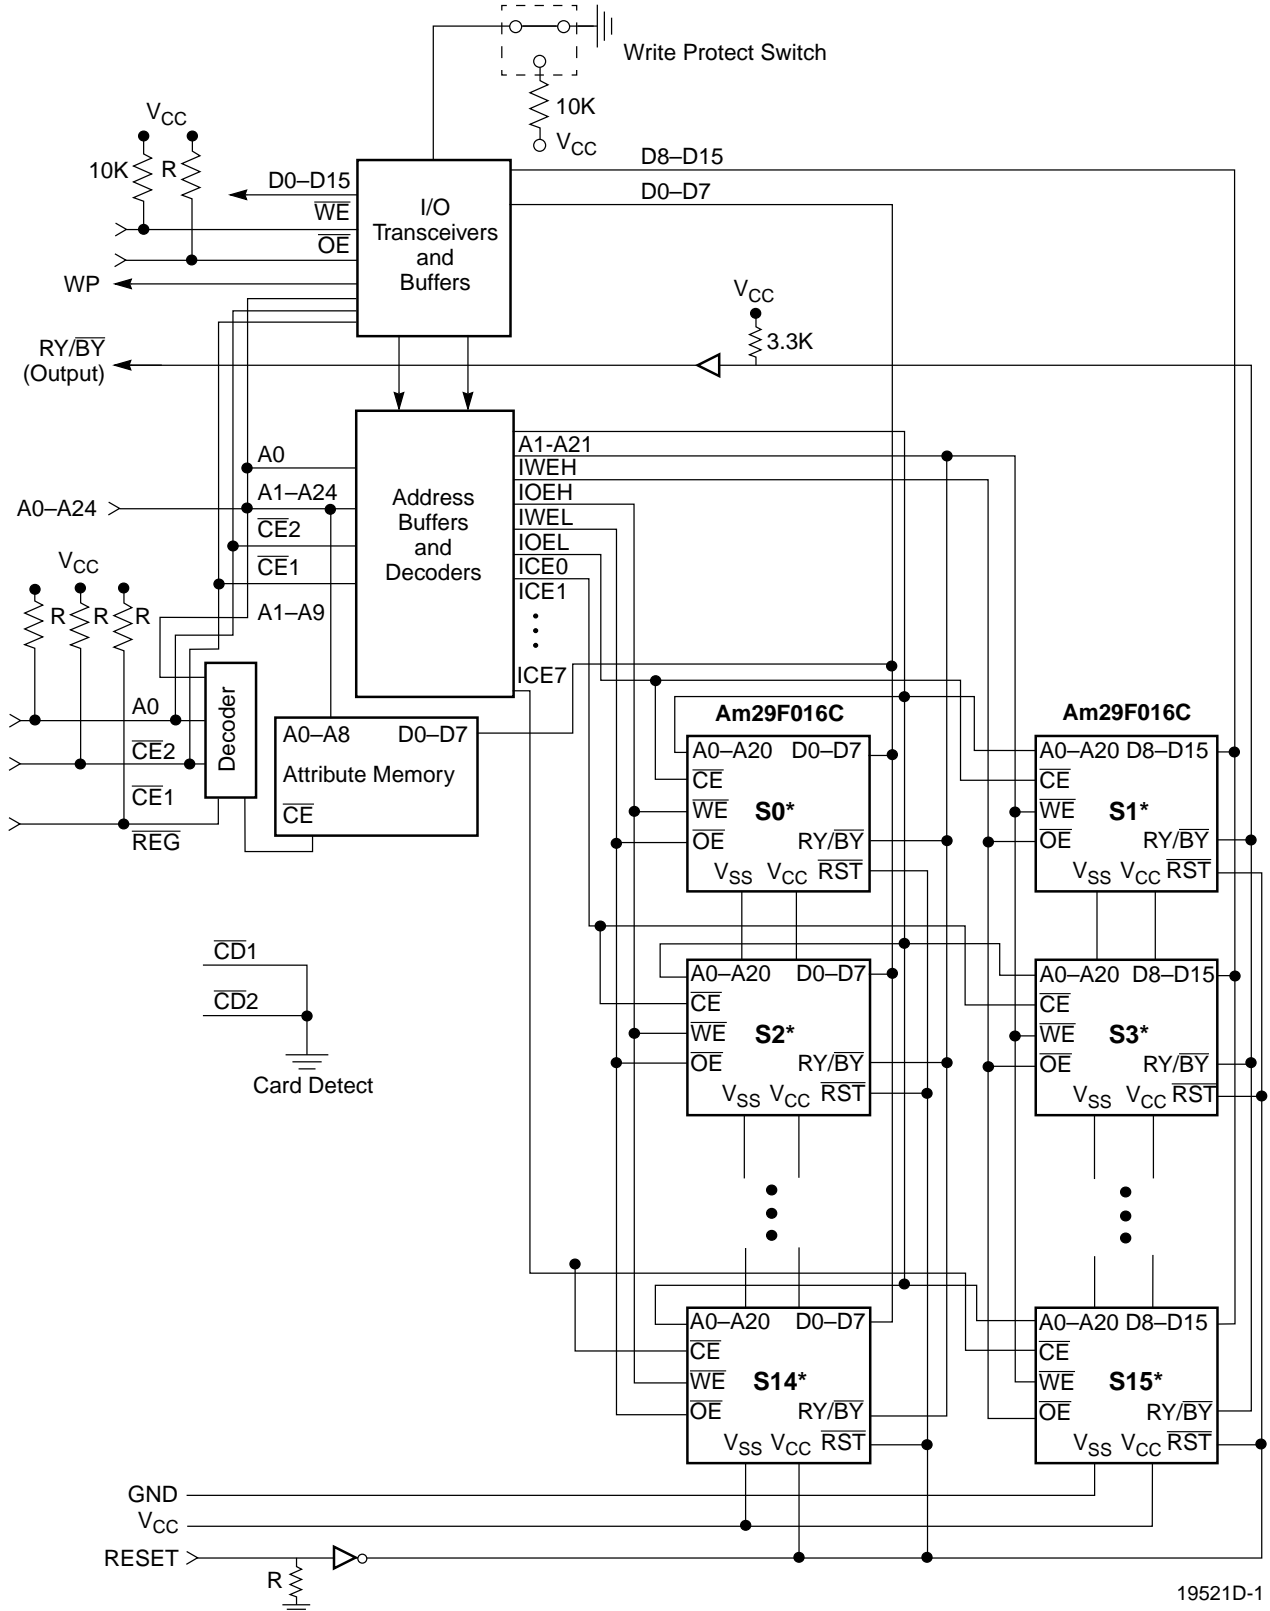 Write Protect Switch
10K
VCC
VCC
10K
R
D0–D15
WE
OE
WP
I/O
Transceivers
and
Buffers
D8–D15
D0–D7
VCC
3.3K
RY/BY
(Output)
A0
A0–A24
A1–A24
CE2
CE1
A1–A9
Address
Buffers
and
Decoders
A1-A21
IWEH
IOEH
IWEL
IOEL
ICE0
ICE1
ICE7
VCC
R
R
R
A0
CE2
CE1
REG
Decoder
A0–A8 D0–D7
Attribute Memory
CE
Am29F016C
A0–A20 D0–D7
CE
WE
S0*
OE
RY/BY
VSS VCC RST
Am29F016C
A0–A20 D8–D15
CE
WE
S1*
OE
RY/BY
VSS VCC RST
CD1
CD2
Card Detect
A0–A20 D0–D7
CE
WE
S2*
OE
RY/BY
VSS VCC RST
A0–A20 D8–D15
CE
WE
S3*
OE
RY/BY
VSS VCC RST
A0–A20 D0–D7
CE
WE
S14*
OE
RY/BY
VSS VCC RST
A0–A20 D8–D15
CE
WE
S15*
OE
RY/BY
VSS VCC RST
GND
VCC
RESET
R
19521D-1